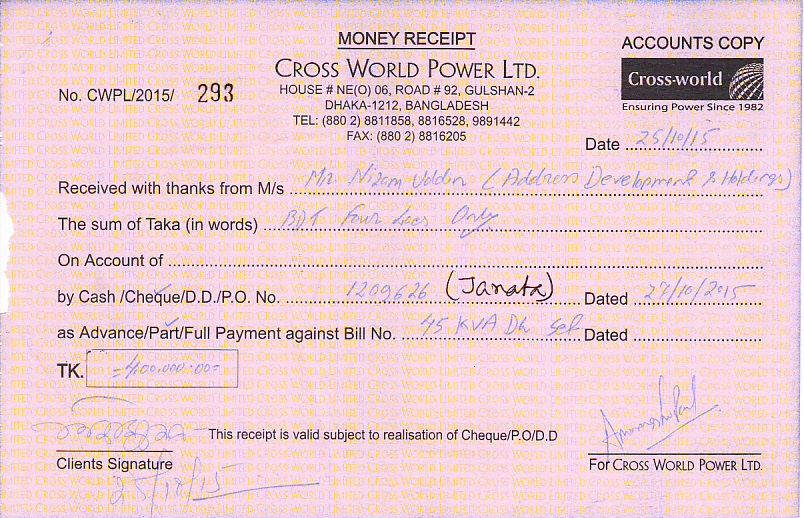 MONEY RECEIPT
ACCOUNTS COPY
CROSS WORLD POWER LTD.
Cross-world
Ensuring Power Since 1982
No. CWPL/2015/ 293
HOUSE # NE(O) 06, ROAD # 92, GULSHAN-2
DHAKA-1212, BANGLADESH
TEL: (880 2) 8811858, 8816528, 9891442
FAX: (880 2) 8816205
Date 25/10/15
Received with thanks from M/s Mr. Nizam Uddin (Address Development & Holdings)
The sum of Taka (in words) BDT Four Lacs Only
On Account of
by Cash /Cheque/D.D./P.O. No. 1209626 (Janata) Dated 27/10/2015
as Advance/Part/Full Payment against Bill No. 45 KVA Dated
TK. =4,00,000.00=
This receipt is valid subject to realisation of Cheque/P.O/D.D
Clients Signature
For CROSS WORLD POWER LTD.
25/10/15